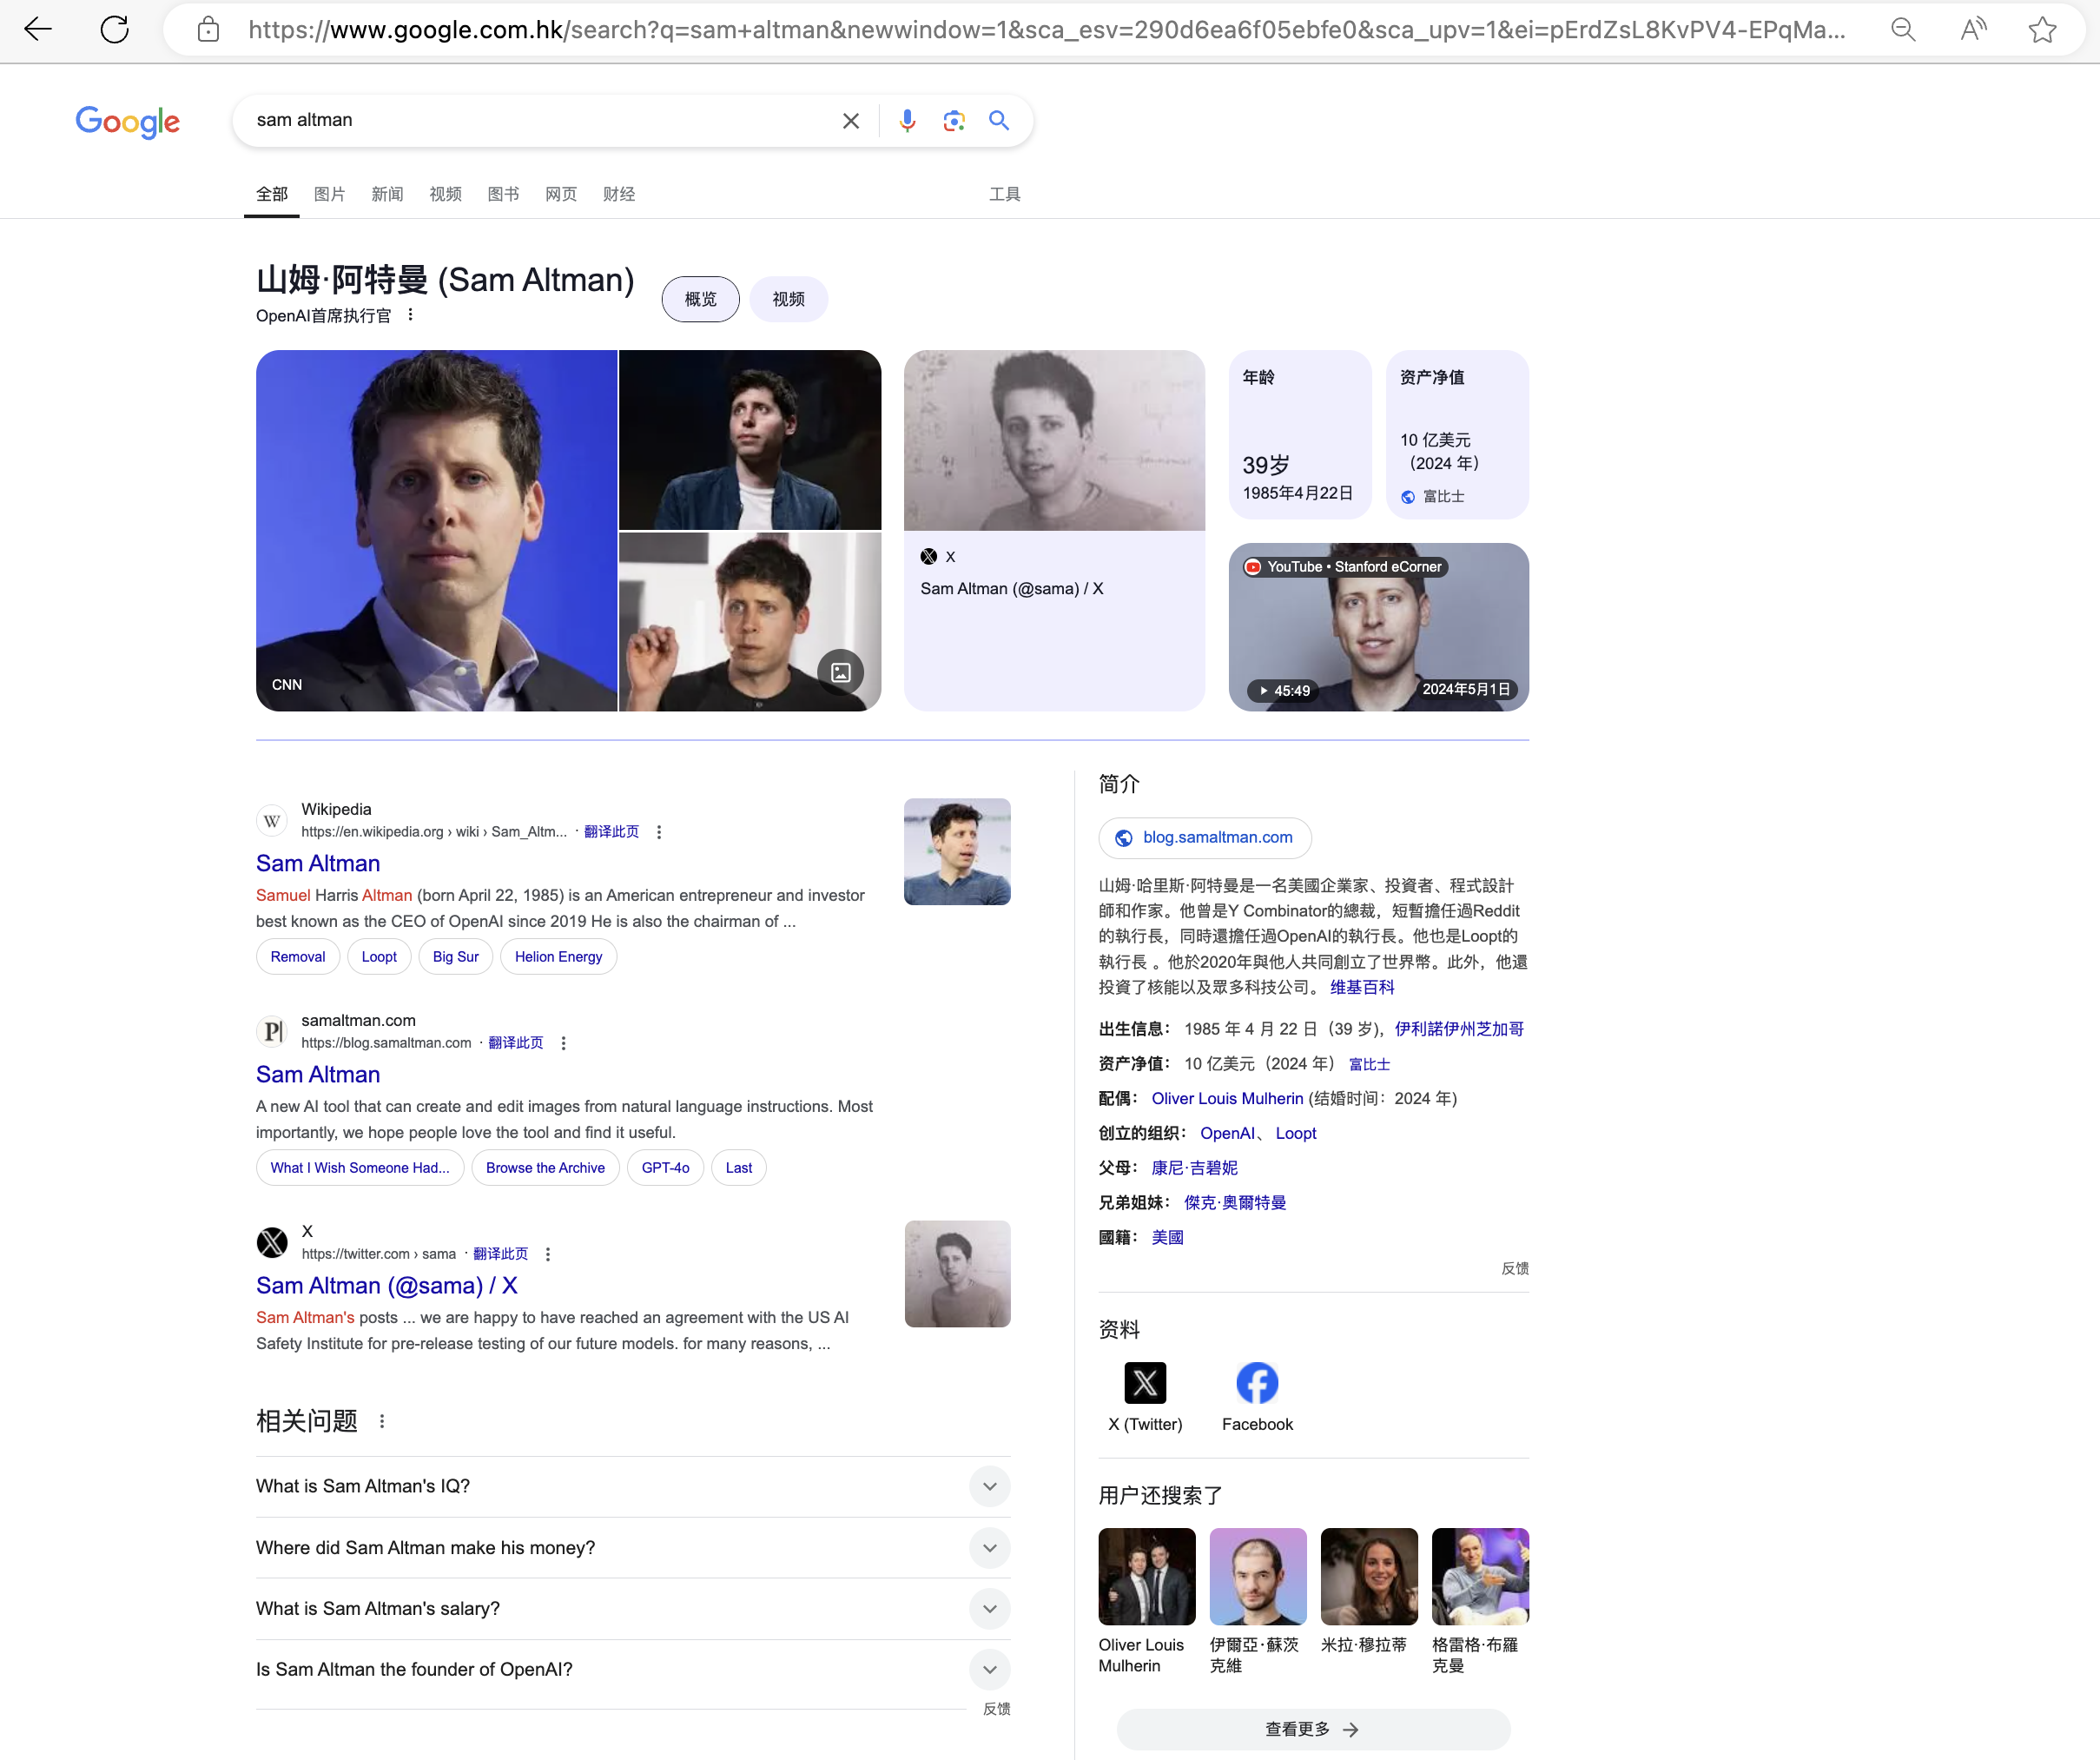 https://www.google.com.hk/search?q=sam+altman&newwindow=1&sca_esv=290d6ea6f05ebfe0&sca_upv=1&ei=pErdZsL8KvPV4-EPqMa...
Google
sam altman
全部 图片 新闻 视频 图书 网页 财经 工具
山姆·阿特曼 (Sam Altman)
OpenAI首席执行官
概览 视频
CNN
X
Sam Altman (@sama) / X
年龄
39岁
1985年4月22日
资产净值
10 亿美元
（2024 年）
富比士
YouTube • Stanford eCorner
45:49
2024年5月1日
Wikipedia
https://en.wikipedia.org › wiki › Sam_Altm... · 翻译此页
Sam Altman
Samuel Harris Altman (born April 22, 1985) is an American entrepreneur and investor
best known as the CEO of OpenAI since 2019 He is also the chairman of ...
Removal Loopt Big Sur Helion Energy
samaltman.com
https://blog.samaltman.com · 翻译此页
Sam Altman
A new AI tool that can create and edit images from natural language instructions. Most
importantly, we hope people love the tool and find it useful.
What I Wish Someone Had... Browse the Archive GPT-4o Last
X
https://twitter.com › sama · 翻译此页
Sam Altman (@sama) / X
Sam Altman's posts ... we are happy to have reached an agreement with the US AI
Safety Institute for pre-release testing of our future models. for many reasons, ...
相关问题
What is Sam Altman's IQ?
Where did Sam Altman make his money?
What is Sam Altman's salary?
Is Sam Altman the founder of OpenAI?
反馈
简介
blog.samaltman.com
山姆·哈里斯·阿特曼是一名美國企業家、投資者、程式設計
師和作家。他曾是Y Combinator的總裁，短暫擔任過Reddit
的執行長，同時還擔任過OpenAI的執行長。他也是Loopt的
執行長 。他於2020年與他人共同創立了世界幣。此外，他還
投資了核能以及眾多科技公司。 维基百科
出生信息： 1985 年 4 月 22 日（39 岁），伊利諾伊州芝加哥
资产净值： 10 亿美元（2024 年） 富比士
配偶： Oliver Louis Mulherin (结婚时间：2024 年)
创立的组织： OpenAI、 Loopt
父母： 康尼·吉碧妮
兄弟姐妹： 傑克·奧爾特曼
國籍： 美國
反馈
资料
X (Twitter)
Facebook
用户还搜索了
Oliver Louis
Mulherin
伊爾亞·蘇茨
克維
米拉·穆拉蒂
格雷格·布羅
克曼
查看更多